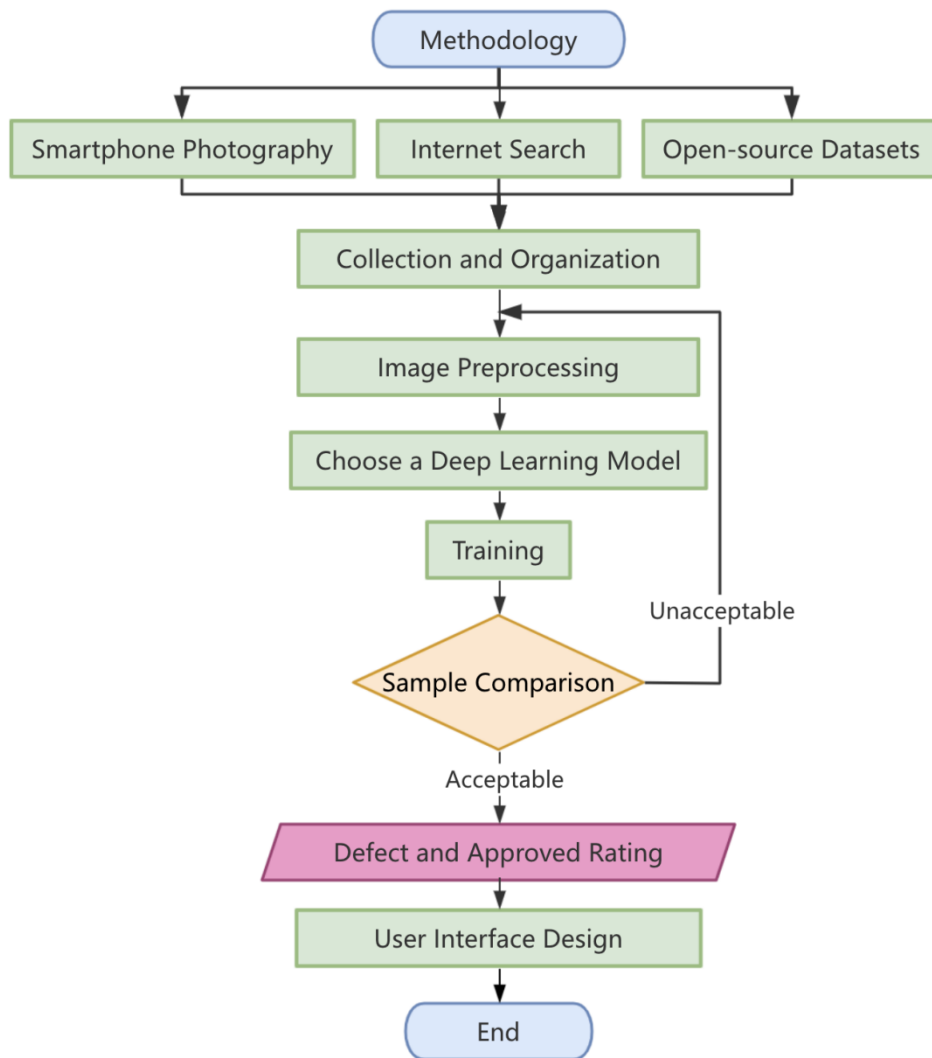 Methodology
Smartphone Photography
Internet Search
Open-source Datasets
Collection and Organization
Image Preprocessing
Choose a Deep Learning Model
Training
Unacceptable
Sample Comparison
Acceptable
Defect and Approved Rating
User Interface Design
End